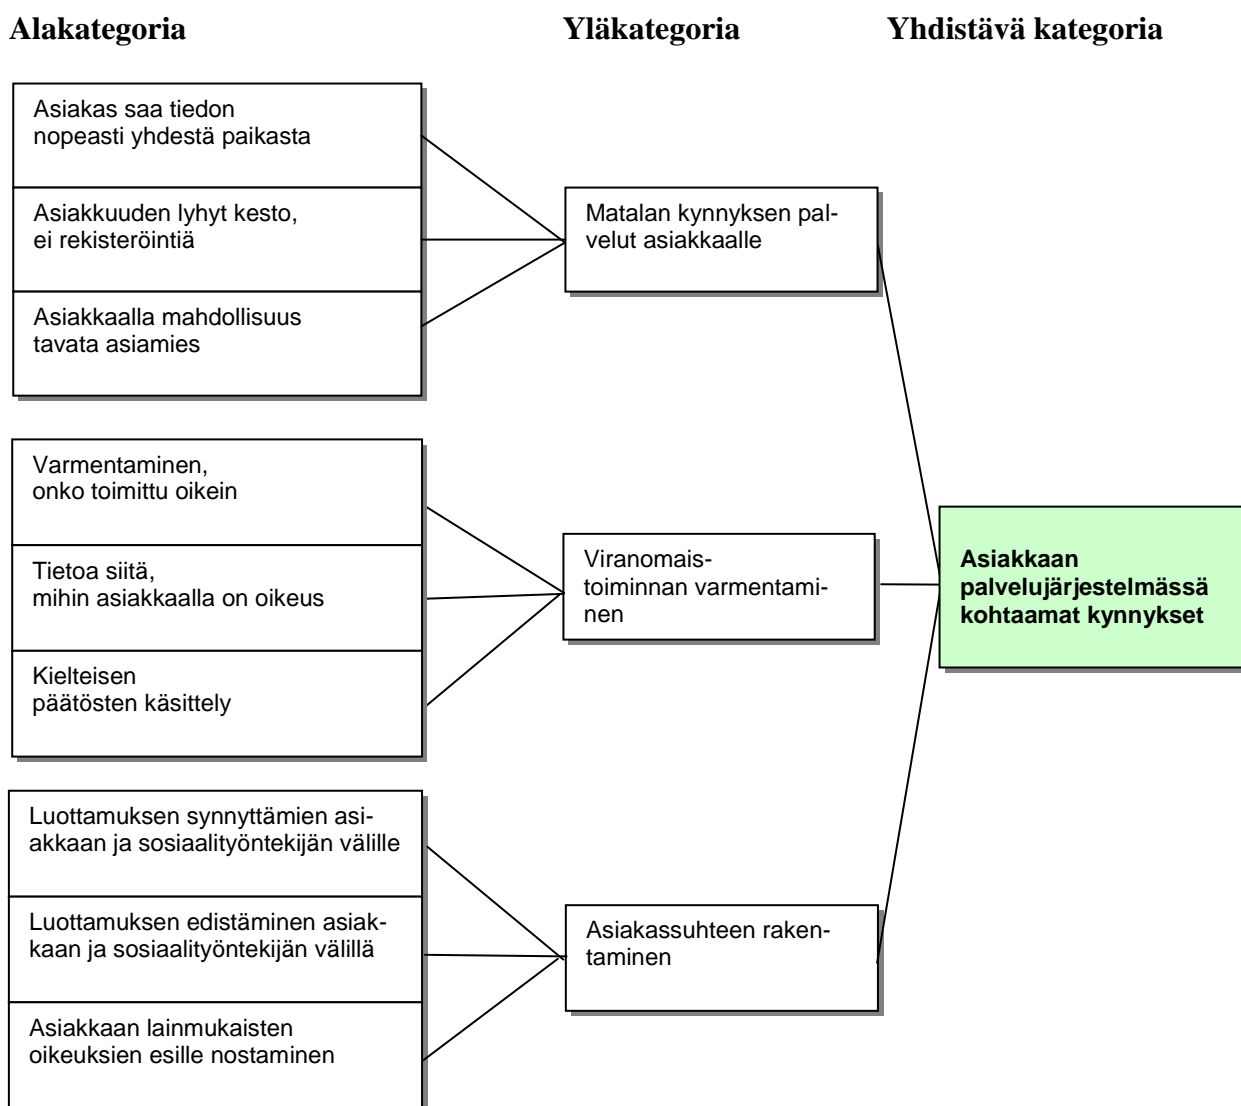 Alakategoria
Yläkategoria
Yhdistävä kategoria
Asiakas saa tiedon
nopeasti yhdestä paikasta
Asiakkuuden lyhyt kesto,
ei rekisteröintiä
Asiakkaalla mahdollisuus
tavata asiamies
Matalan kynnyksen pal-
velut asiakkaalle
Varmentaminen,
onko toimittu oikein
Tietoa siitä,
mihin asiakkaalla on oikeus
Kielteisen
päätösten käsittely
Viranomais-
toiminnan varmentami-
nen
Asiakkaan
palvelujärjestelmässä
kohtaamat kynnykset
Luottamuksen synnyttämien asi-
akkaan ja sosiaalityöntekijän välille
Luottamuksen edistäminen asiak-
kaan ja sosiaalityöntekijän välillä
Asiakkaan lainmukaisten
oikeuksien esille nostaminen
Asiakassuhteen raken-
taminen